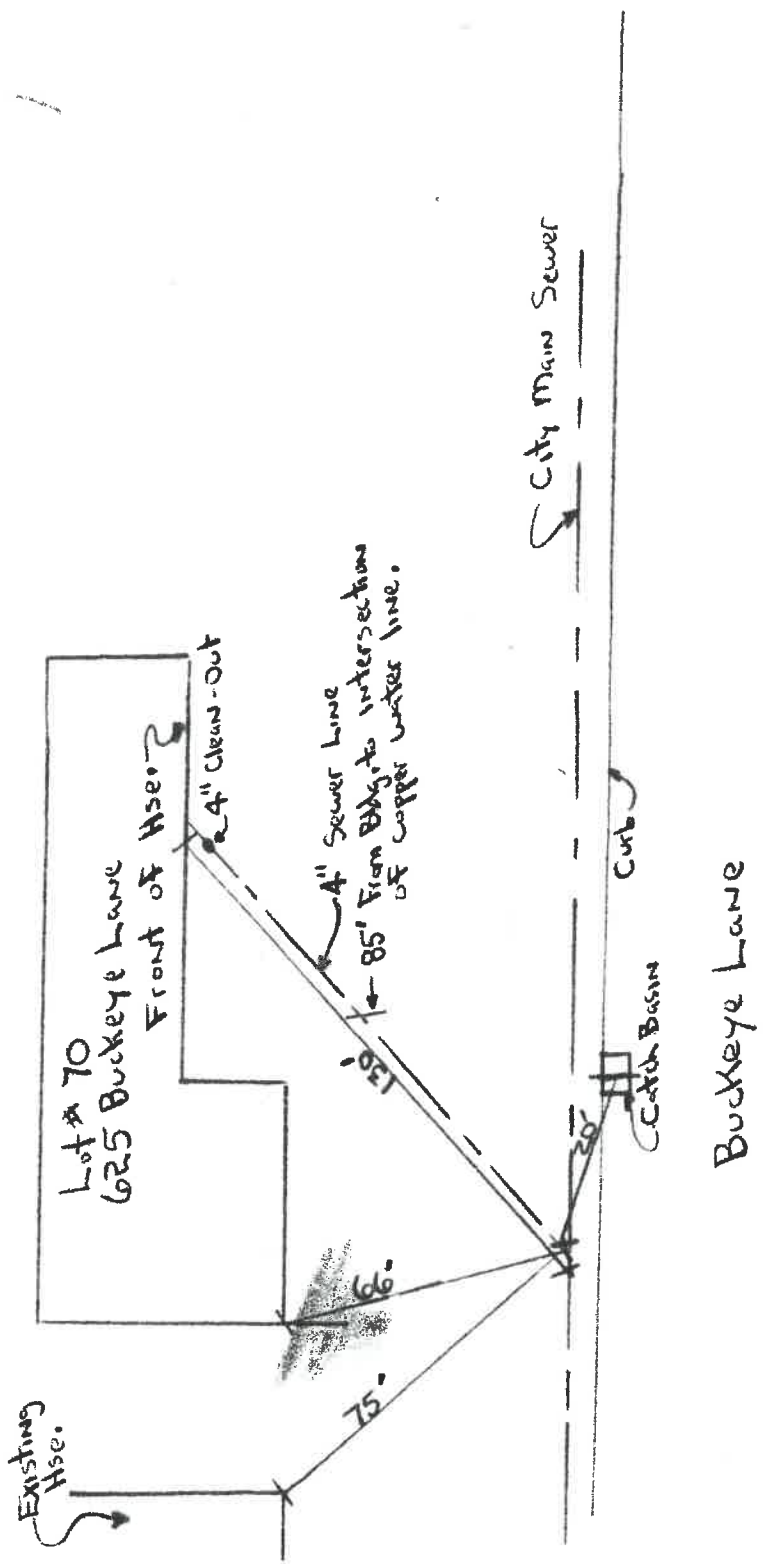 Existing
Hse.
Lot # 70
625 Buckeye Lane
Front of Hse.
4" Clean-Out
4" Sewer Line
85' From Bldg. to Intersection
of copper water line.
130'
66'
75'
20'
City Main Sewer
Curb
Catch Basin
Buckeye Lane